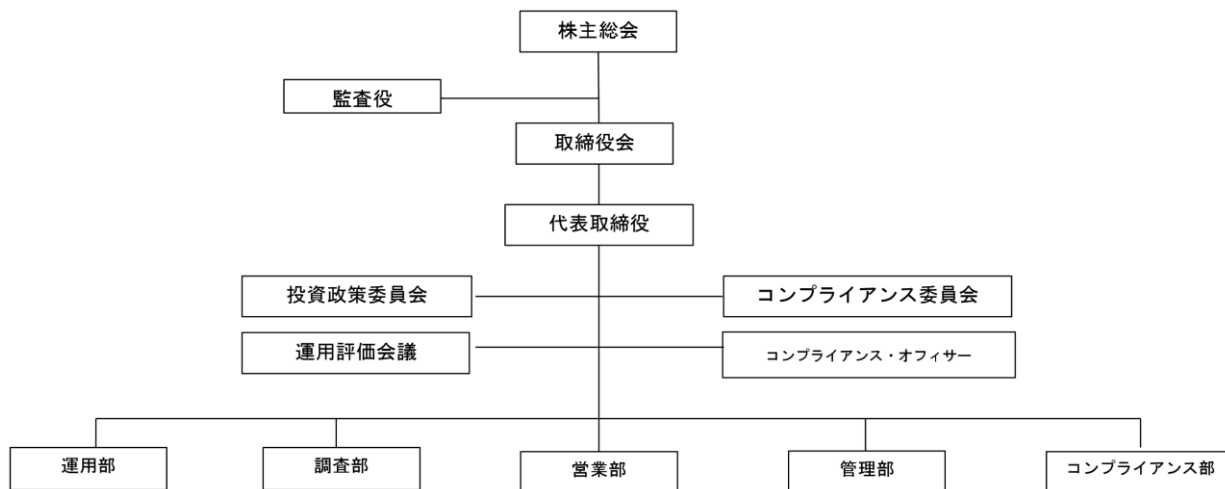 株主総会
監査役
取締役会
代表取締役
投資政策委員会
コンプライアンス委員会
運用評価会議
コンプライアンス・オフィサー
運用部
調査部
営業部
管理部
コンプライアンス部